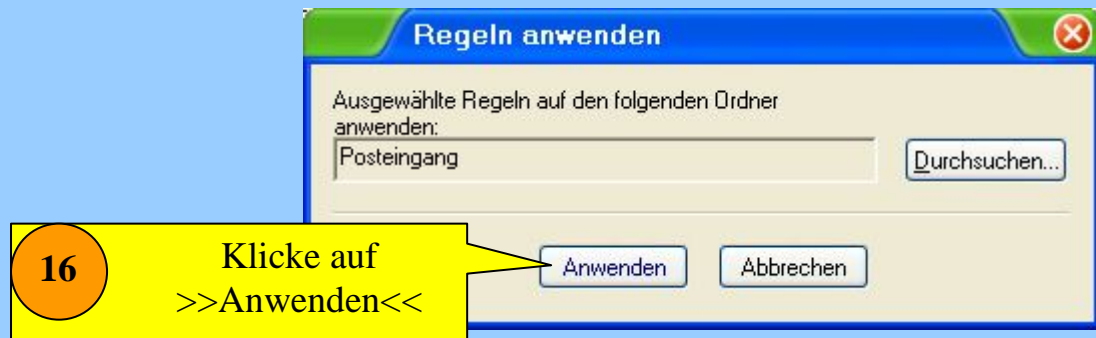 Regeln anwenden
Ausgewählte Regeln auf den folgenden Ordner
anwenden:
Posteingang
Durchsuchen...
16
Klicke auf
>>Anwenden<<
Anwenden
Abbrechen